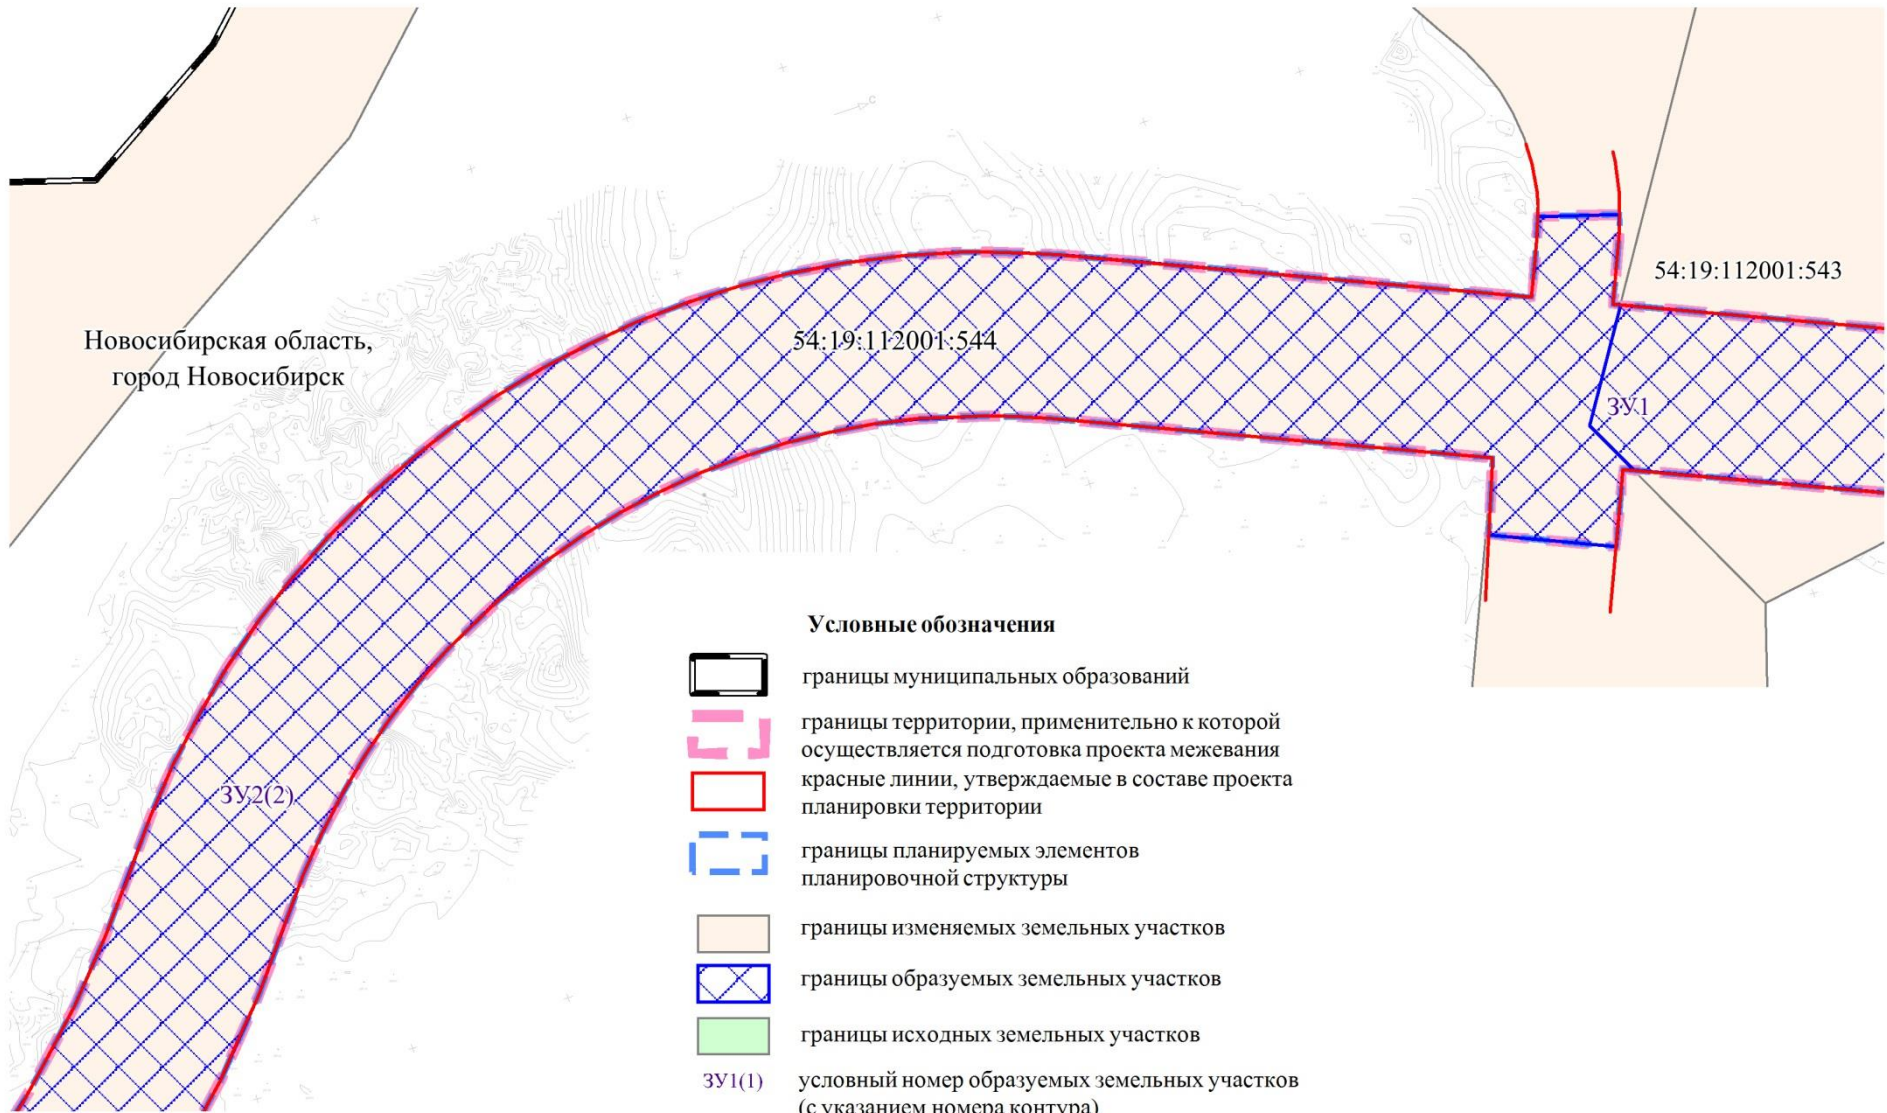 С
54:19:112001:543
Новосибирская область,
город Новосибирск
54:19:112001:544
ЗУ1
ЗУ2(2)
Условные обозначения
границы муниципальных образований
границы территории, применительно к которой
осуществляется подготовка проекта межевания
красные линии, утверждаемые в составе проекта
планировки территории
границы планируемых элементов
планировочной структуры
границы изменяемых земельных участков
границы образуемых земельных участков
границы исходных земельных участков
ЗУ1(1) условный номер образуемых земельных участков
(с указанием номера контура)